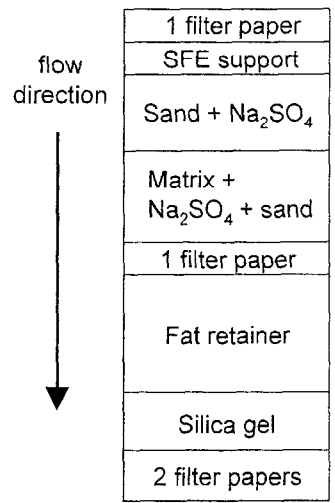 flow
direction
1 filter paper
SFE support
Sand + Na₂SO₄
Matrix +
Na₂SO₄ + sand
1 filter paper
Fat retainer
Silica gel
2 filter papers